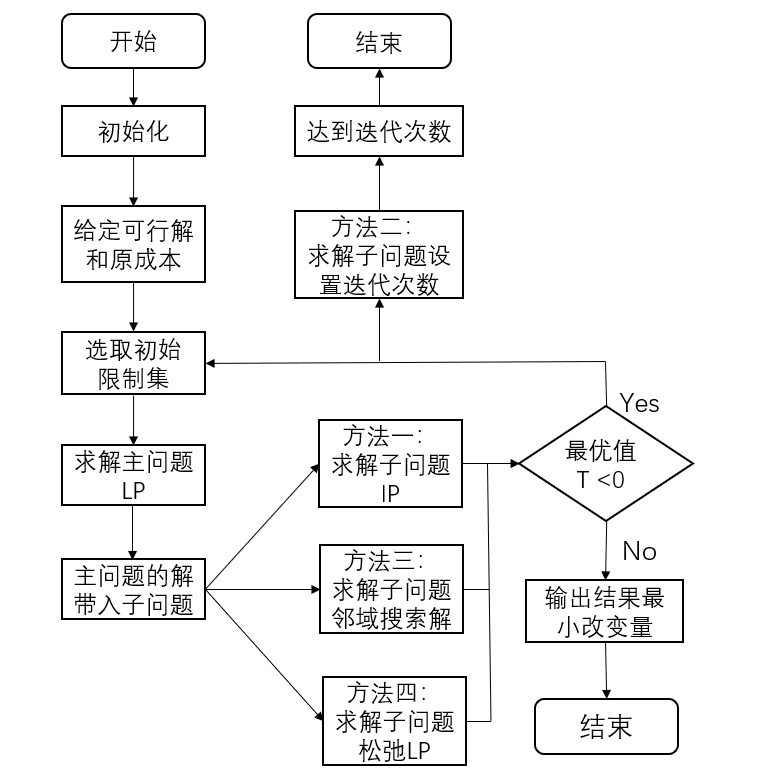 开始
初始化
给定可行解
和原成本
选取初始
限制集
求解主问题
LP
主问题的解
带入子问题
结束
达到迭代次数
方法二：
求解子问题设
置迭代次数
方法一：
求解子问题
IP
方法三：
求解子问题
邻域搜索解
方法四：
求解子问题
松弛LP
Yes
最优值
T <0
No
输出结果最
小改变量
结束